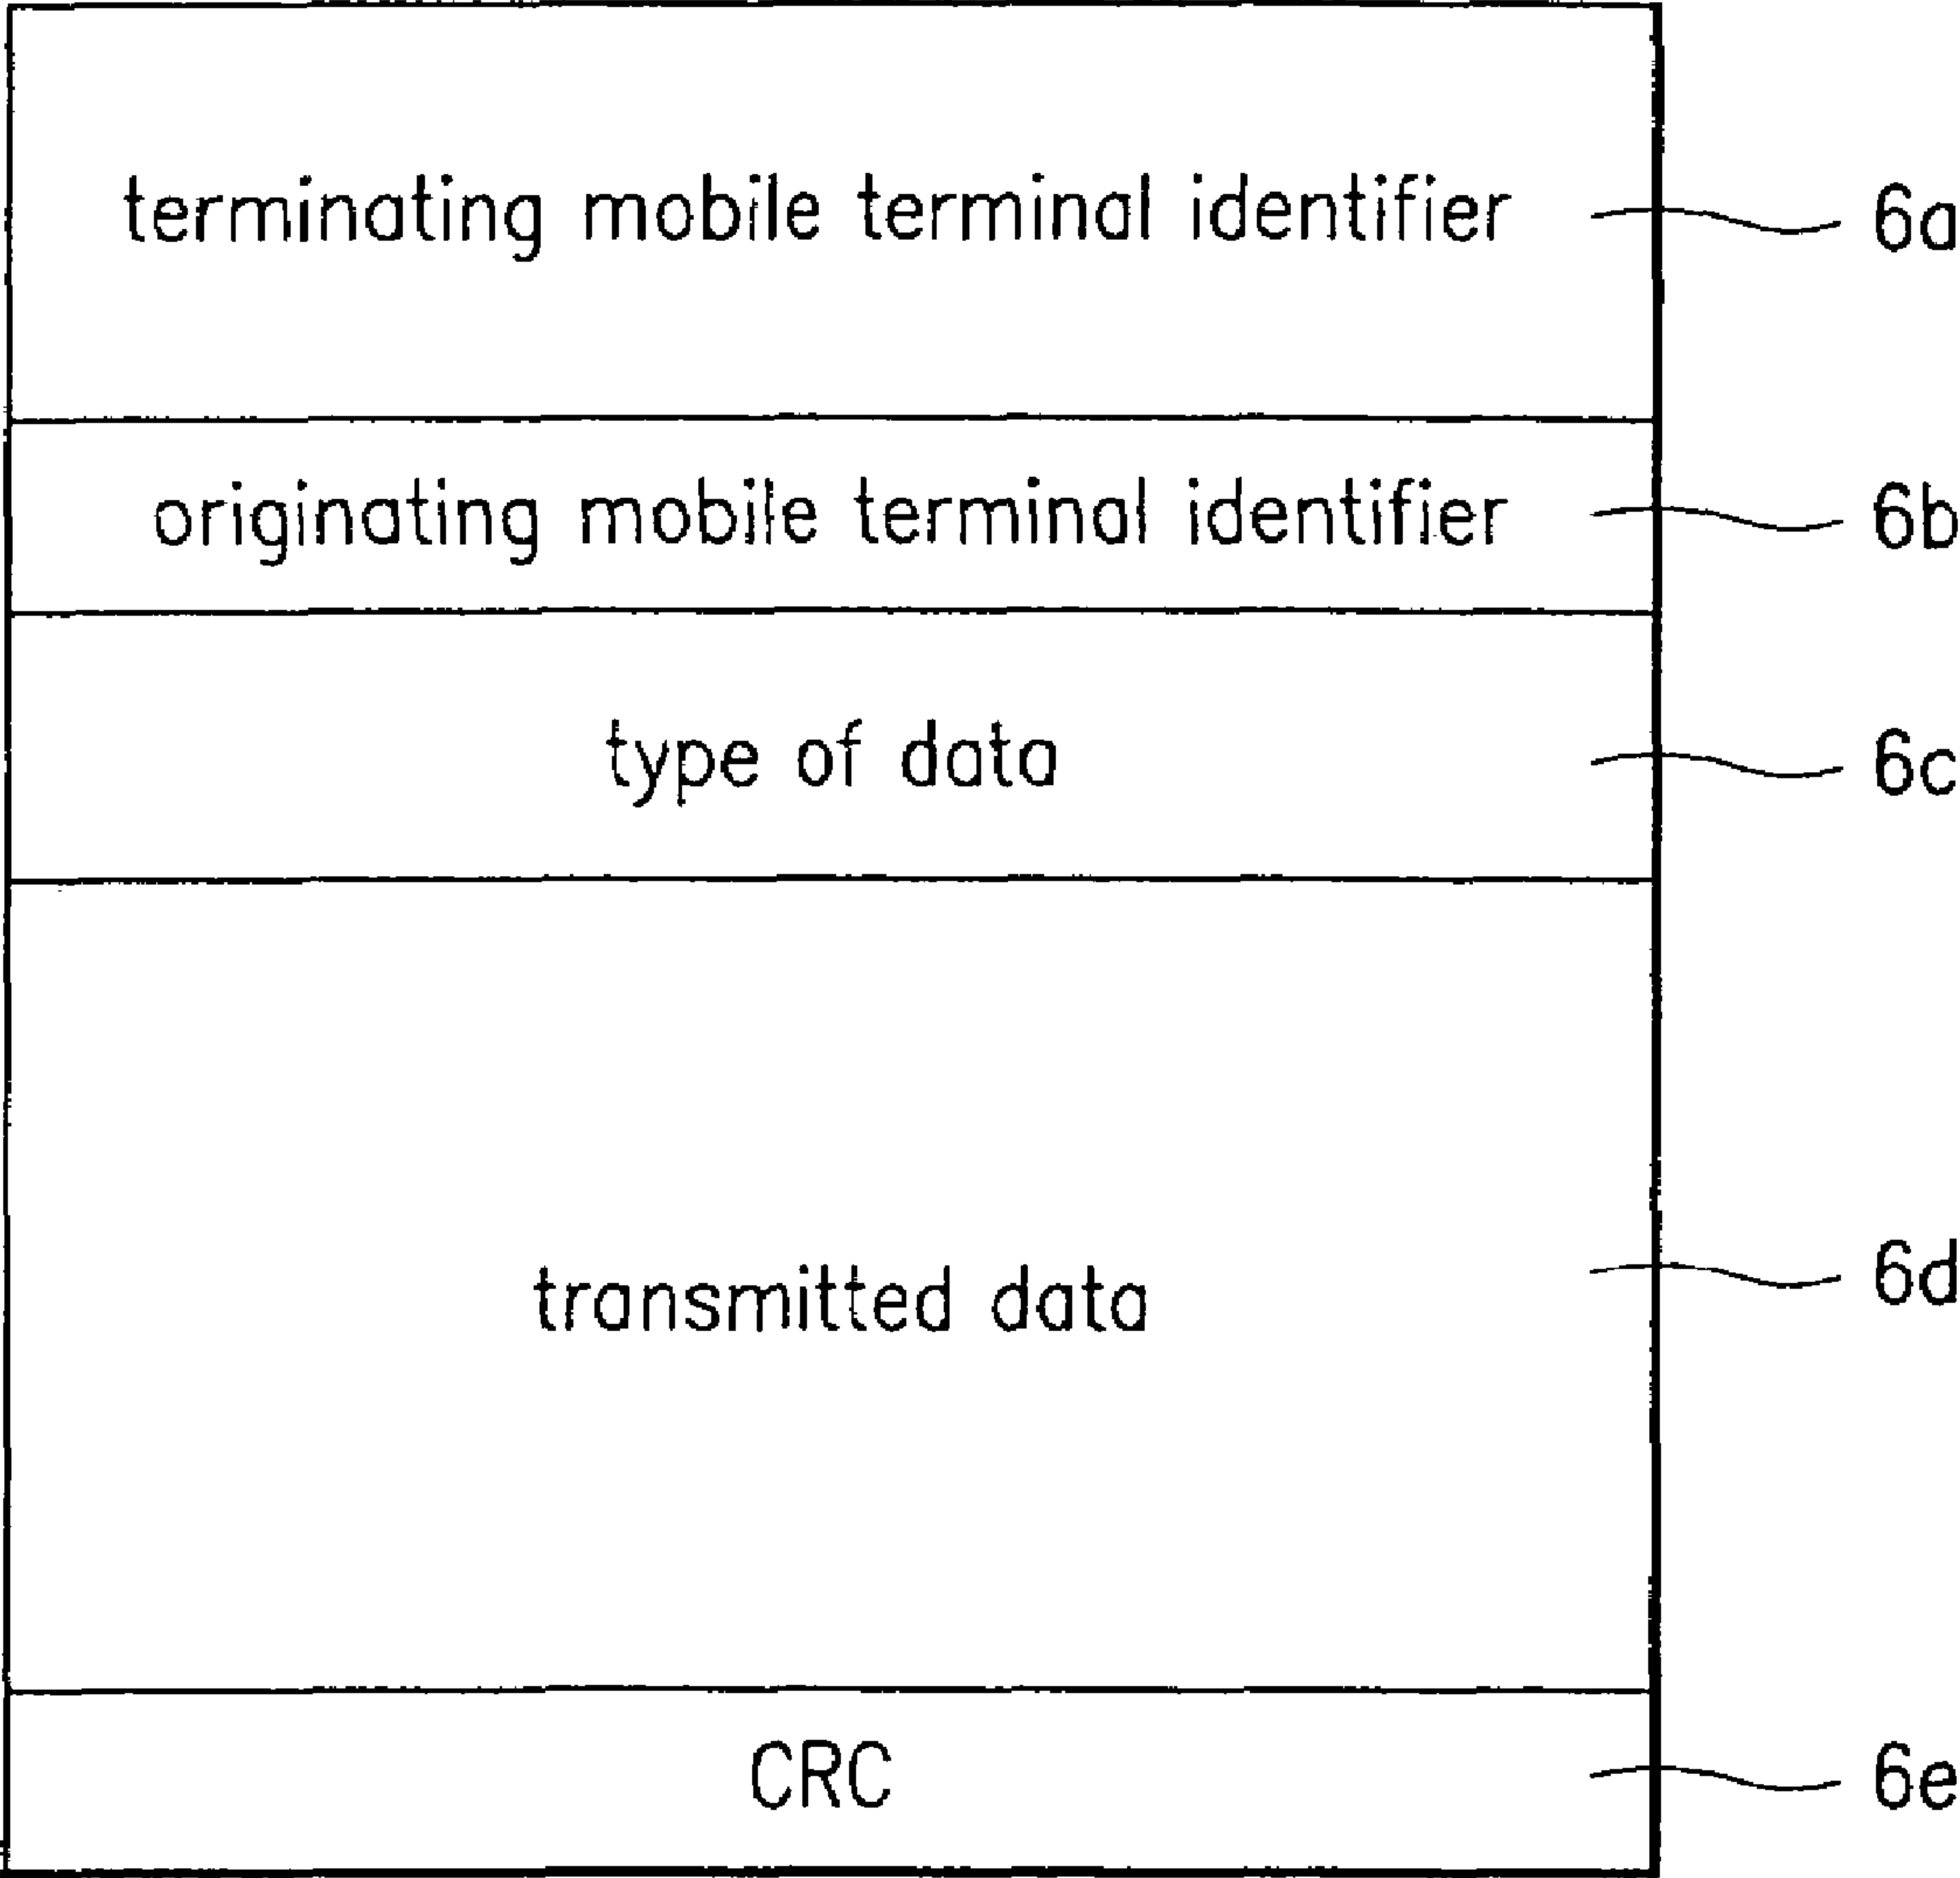 terminating mobile terminal identifier 6a
originating mobile terminal identifier 6b
type of data 6c
transmitted data 6d
CRC 6e